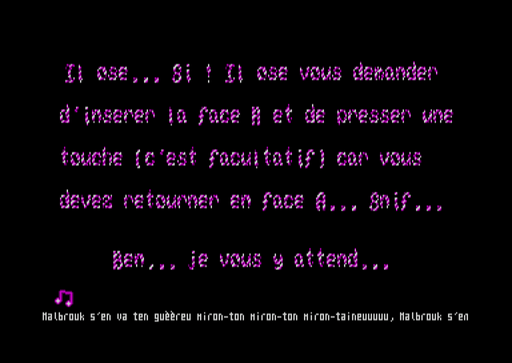 Il ose... Si ! Il ose vous demander
d'inserer la face A et de presser une
touche (c'est facultatif) car vous
devez retourner en face A... Snif...
Ben... je vous y attend...
Malbrouk s'en va ten guèèreu miron-ton miron-ton miron-taineuuuuu, Malbrouk s'en